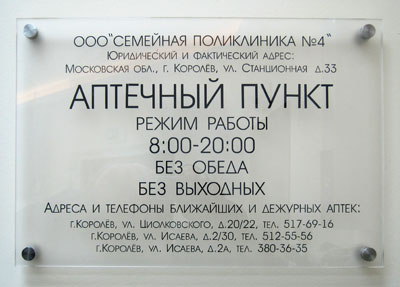 ООО"СЕМЕЙНАЯ ПОЛИКЛИНИКА №4"
ЮРИДИЧЕСКИЙ И ФАКТИЧЕСКИЙ АДРЕС:
МОСКОВСКАЯ ОБЛ., Г. КОРОЛЁВ, УЛ. СТАНЦИОННАЯ Д.33
АПТЕЧНЫЙ ПУНКТ
РЕЖИМ РАБОТЫ
8:00-20:00
БЕЗ ОБЕДА
БЕЗ ВЫХОДНЫХ
АДРЕСА И ТЕЛЕФОНЫ БЛИЖАЙШИХ И ДЕЖУРНЫХ АПТЕК:
Г.КОРОЛЁВ, УЛ. ЦИОЛКОВСКОГО, Д.20/22, ТЕЛ. 517-69-16
Г.КОРОЛЁВ, УЛ. ИСАЕВА, Д.2/30, ТЕЛ. 512-55-56
Г.КОРОЛЁВ, УЛ. ИСАЕВА, Д.2А, ТЕЛ. 380-36-35